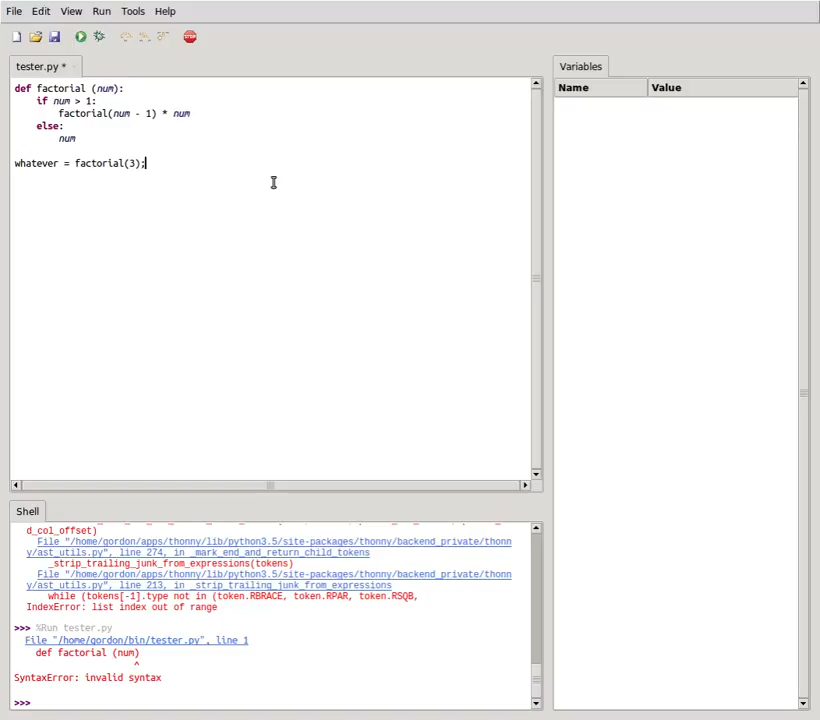 File Edit View Run Tools Help
STOP
tester.py *
def factorial (num):
if num > 1:
factorial(num - 1) * num
else:
num
whatever = factorial(3);
Variables
Name Value
Shell
d_col_offset)
File "/home/gordon/apps/thonny/lib/python3.5/site-packages/thonny/backend_private/thonn
y/ast_utils.py", line 274, in _mark_end_and_return_child_tokens
_strip_trailing_junk_from_expressions(tokens)
File "/home/gordon/apps/thonny/lib/python3.5/site-packages/thonny/backend_private/thonn
y/ast_utils.py", line 213, in _strip_trailing_junk_from_expressions
while (tokens[-1].type not in (token.RBRACE, token.RPAR, token.RSQB,
IndexError: list index out of range
>>> %Run tester.py
File "/home/gordon/bin/tester.py", line 1
def factorial (num)
^
SyntaxError: invalid syntax
>>>